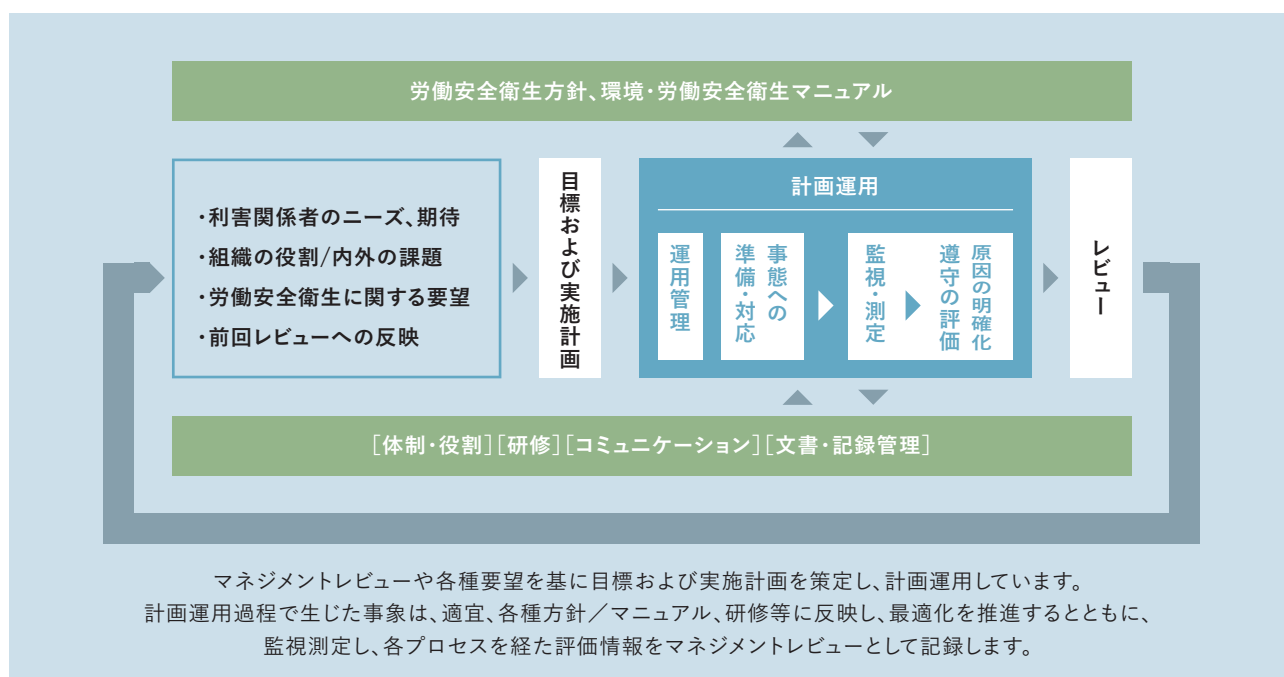 労働安全衛生方針、環境・労働安全衛生マニュアル
・利害関係者のニーズ、期待
・組織の役割/内外の課題
・労働安全衛生に関する要望
・前回レビューへの反映
目標および実施計画
計画運用
運用管理
事態への
準備・対応
監視・測定
原因の明確化
遵守の評価
レビュー
[体制・役割][研修][コミュニケーション][文書・記録管理]
マネジメントレビューや各種要望を基に目標および実施計画を策定し、計画運用しています。
計画運用過程で生じた事象は、適宜、各種方針／マニュアル、研修等に反映し、最適化を推進するとともに、
監視測定し、各プロセスを経た評価情報をマネジメントレビューとして記録します。